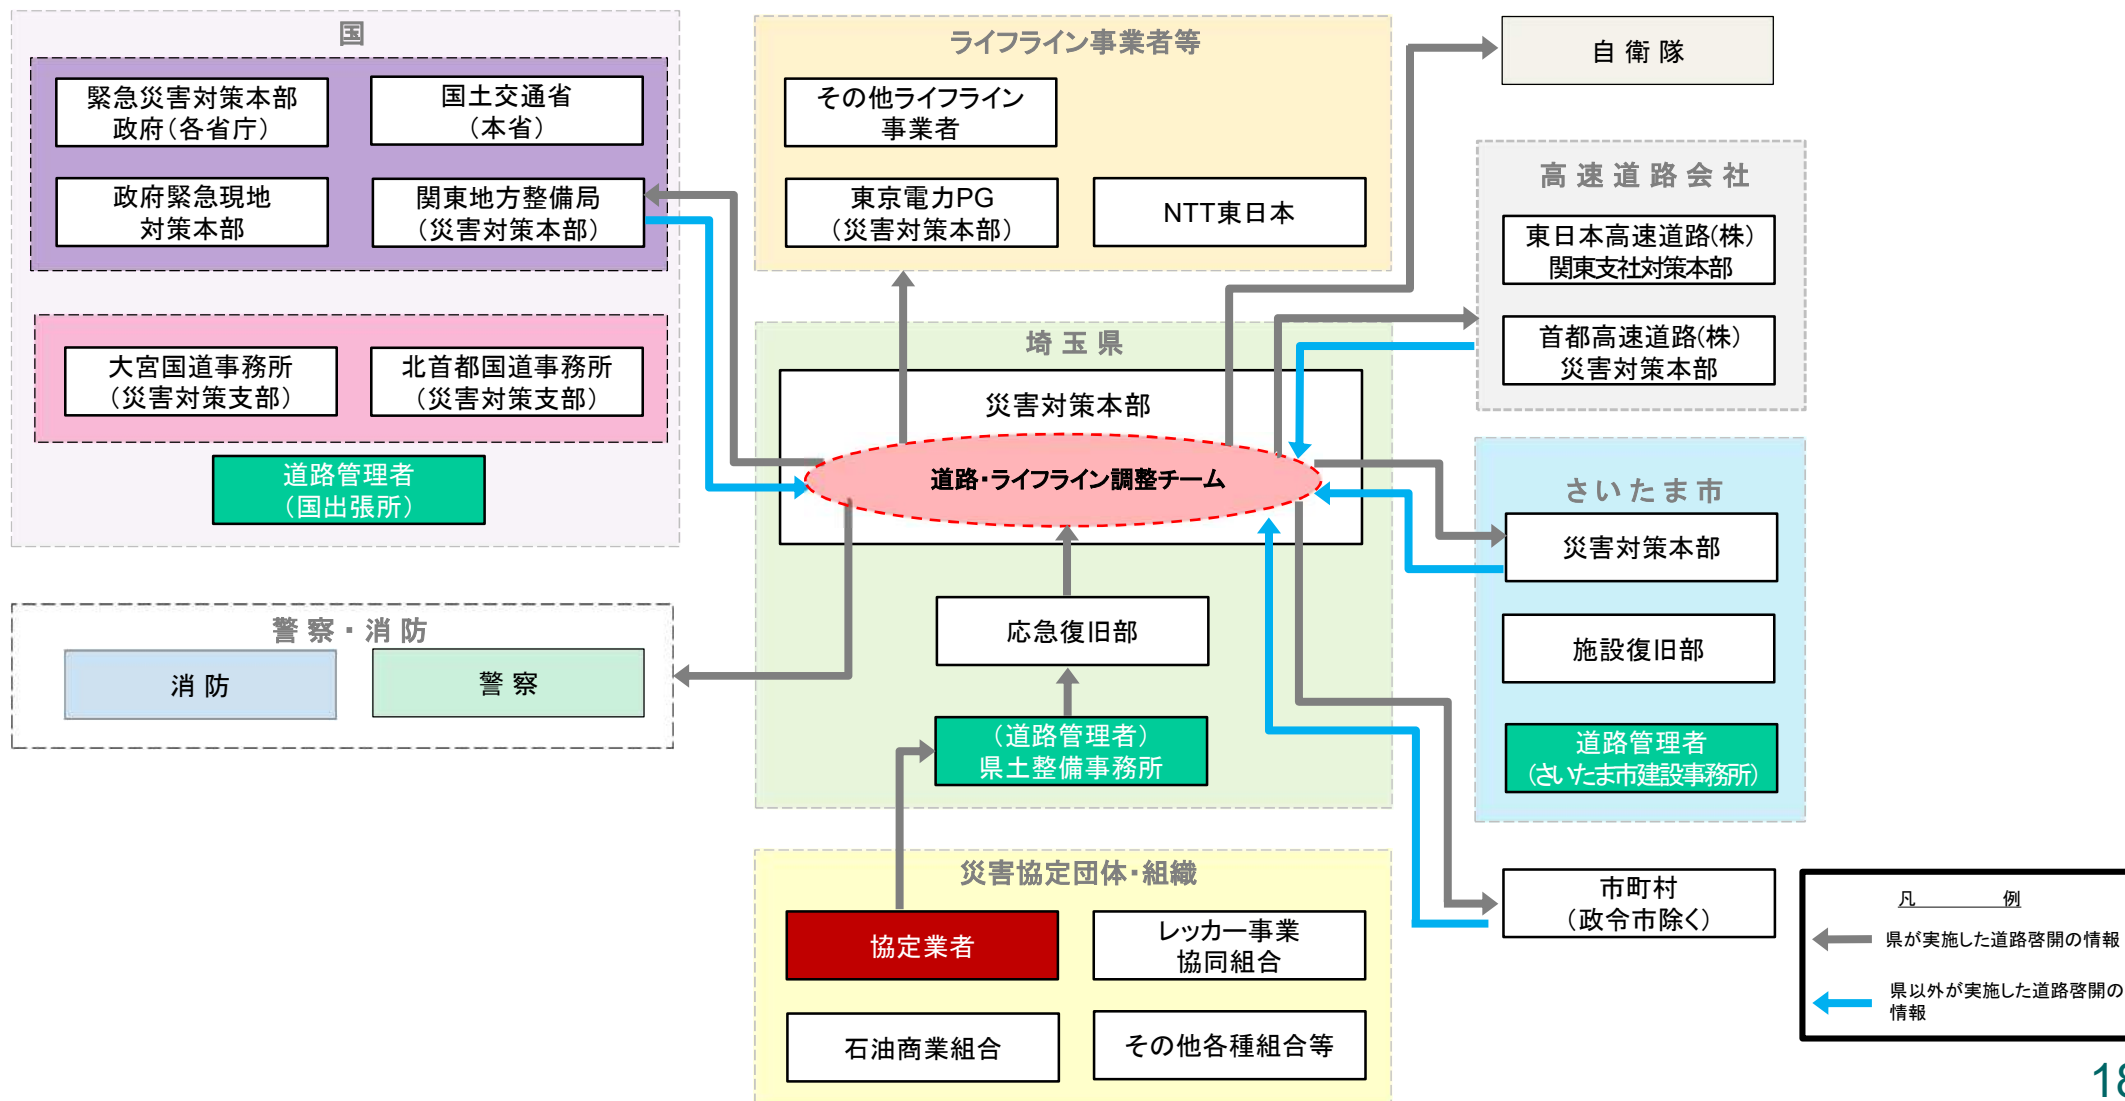 国
緊急災害対策本部
政府（各省庁）
国土交通省
（本省）
政府緊急現地
対策本部
関東地方整備局
（災害対策本部）
大宮国道事務所
（災害対策支部）
北首都国道事務所
（災害対策支部）
道路管理者
（国出張所）
警察・消防
消防
警察
ライフライン事業者等
その他ライフライン
事業者
東京電力PG
（災害対策本部）
NTT東日本
埼玉県
災害対策本部
道路・ライフライン調整チーム
応急復旧部
（道路管理者）
県土整備事務所
災害協定団体・組織
協定業者
レッカー事業
協同組合
石油商業組合
その他各種組合等
自衛隊
高速道路会社
東日本高速道路(株)
関東支社対策本部
首都高速道路(株)
災害対策本部
さいたま市
災害対策本部
施設復旧部
道路管理者
（さいたま市建設事務所）
市町村
（政令市除く）
凡　例
県が実施した道路啓開の情報
県以外が実施した道路啓開の
情報
18